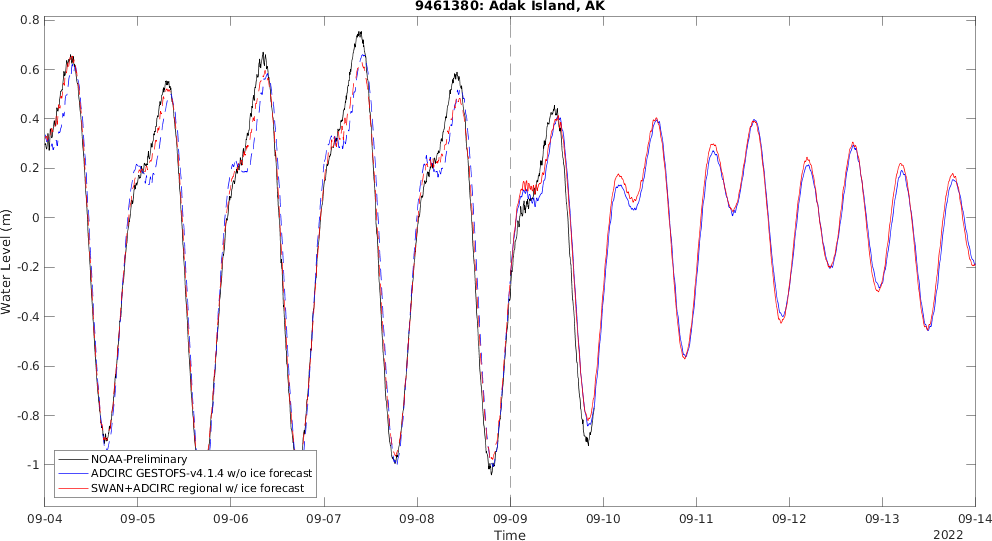 9461380: Adak Island, AK
0.8
0.6
0.4
0.2
0
-0.2
-0.4
-0.6
-0.8
-1
Water Level (m)
NOAA-Preliminary
ADCIRC GESTOFS-v4.1.4 w/o ice forecast
SWAN+ADCIRC regional w/ ice forecast
09-04 09-05 09-06 09-07 09-08 09-09 09-10 09-11 09-12 09-13 09-14
Time
2022